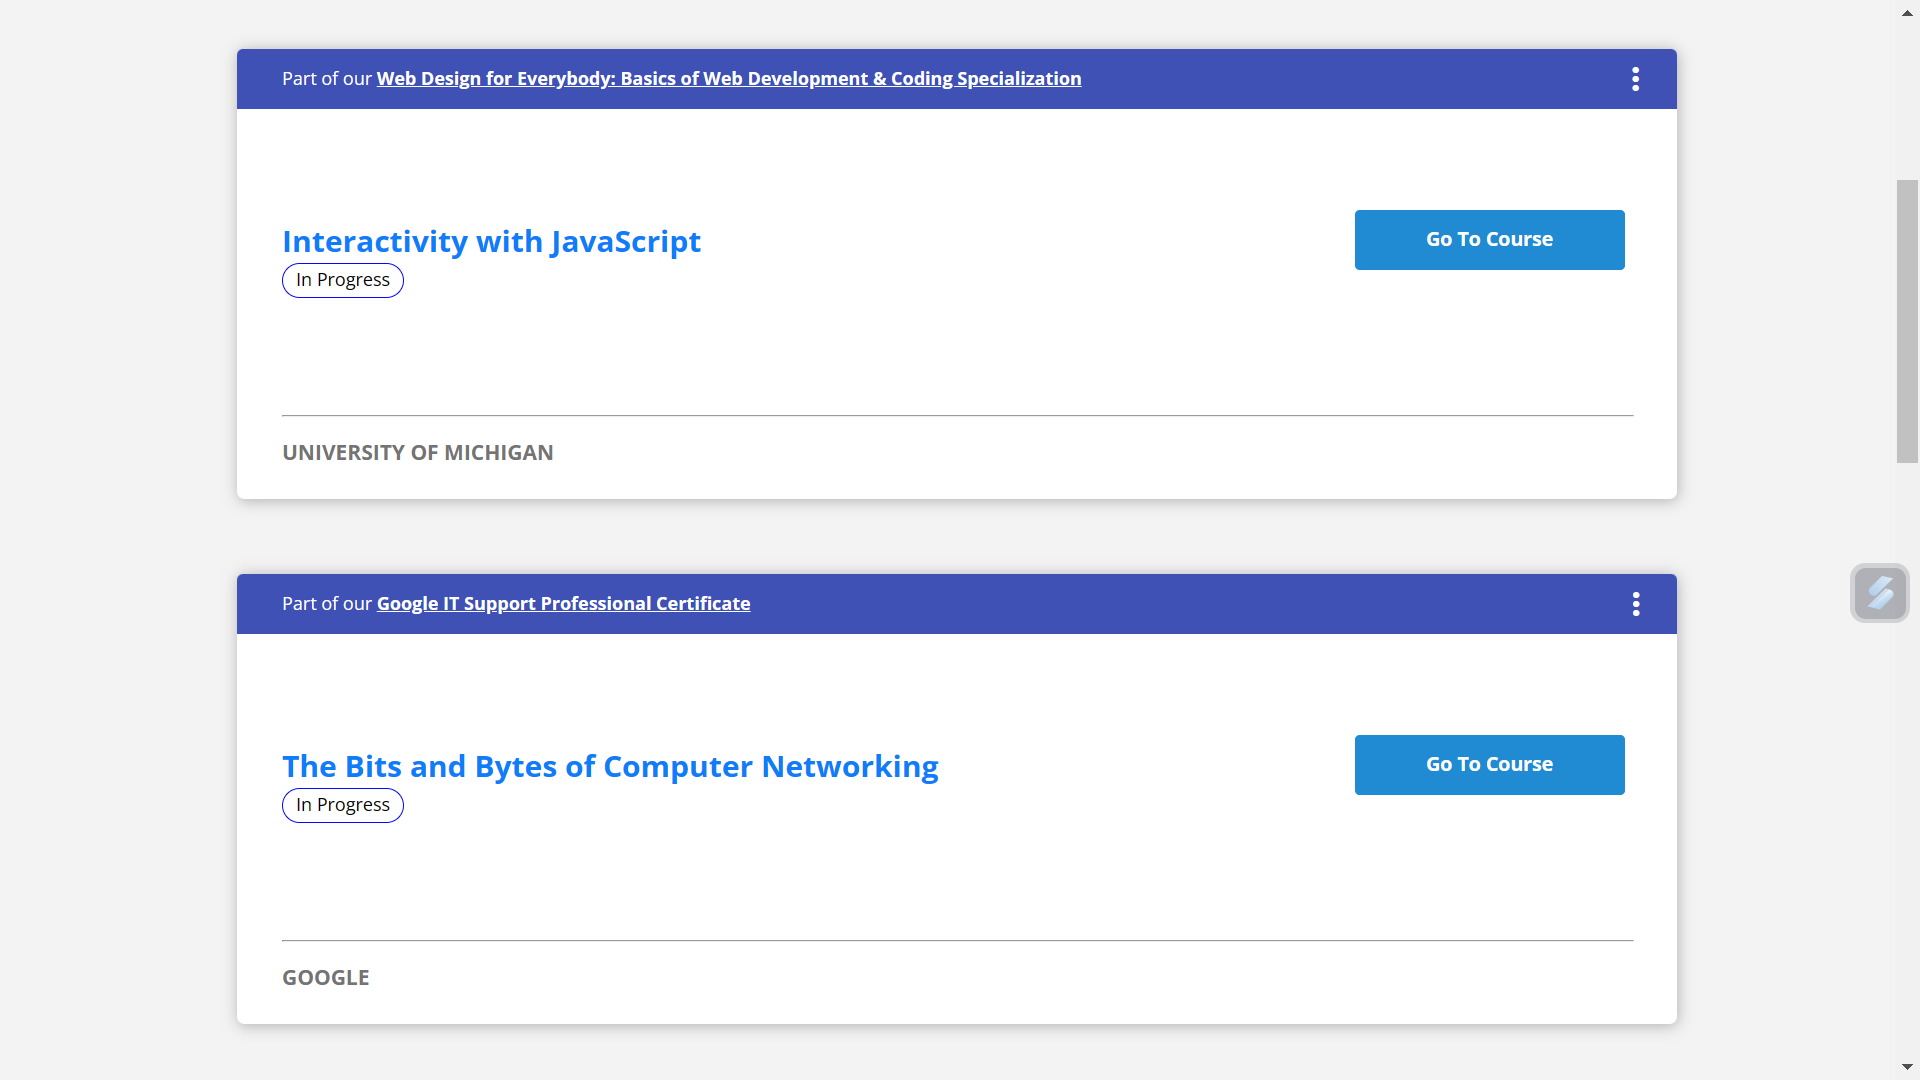 Part of our Web Design for Everybody: Basics of Web Development & Coding Specialization
Interactivity with JavaScript
Go To Course
In Progress
UNIVERSITY OF MICHIGAN
Part of our Google IT Support Professional Certificate
The Bits and Bytes of Computer Networking
Go To Course
In Progress
GOOGLE